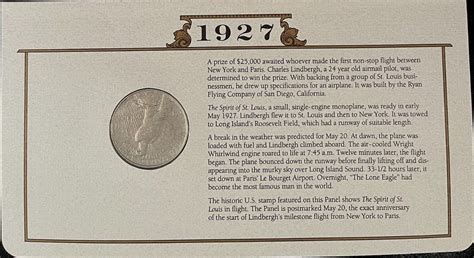 1927
A prize of $25,000 awaited whoever made the first non-stop flight between
New York and Paris. Charles Lindbergh, a 24 year old airmail pilot, was
determined to win the prize. With backing from a group of St. Louis busi-
nessmen, he drew up specifications for an airplane. It was built by the Ryan
Flying Company of San Diego, California.
The Spirit of St. Louis, a small, single-engine monoplane, was ready in early
May 1927. Lindbergh flew it to St. Louis and then to New York. It was towed
to Long Island's Roosevelt Field, which had a runway of suitable length.
A break in the weather was predicted for May 20. At dawn, the plane was
loaded with fuel and Lindbergh climbed aboard. The air-cooled Wright
Whirlwind engine roared to life at 7:45 a.m. Twelve minutes later, the flight
began. The plane bounced down the runway before finally lifting off and dis-
appearing into the murky sky over Long Island Sound. 33-1/2 hours later, it
set down at Paris' Le Bourget Airport. Overnight, "The Lone Eagle" had
become the most famous man in the world.
The historic U.S. stamp featured on this Panel shows The Spirit of St.
Louis in flight. The Panel is postmarked May 20, the exact anniversary
of the start of Lindbergh's milestone flight from New York to Paris.